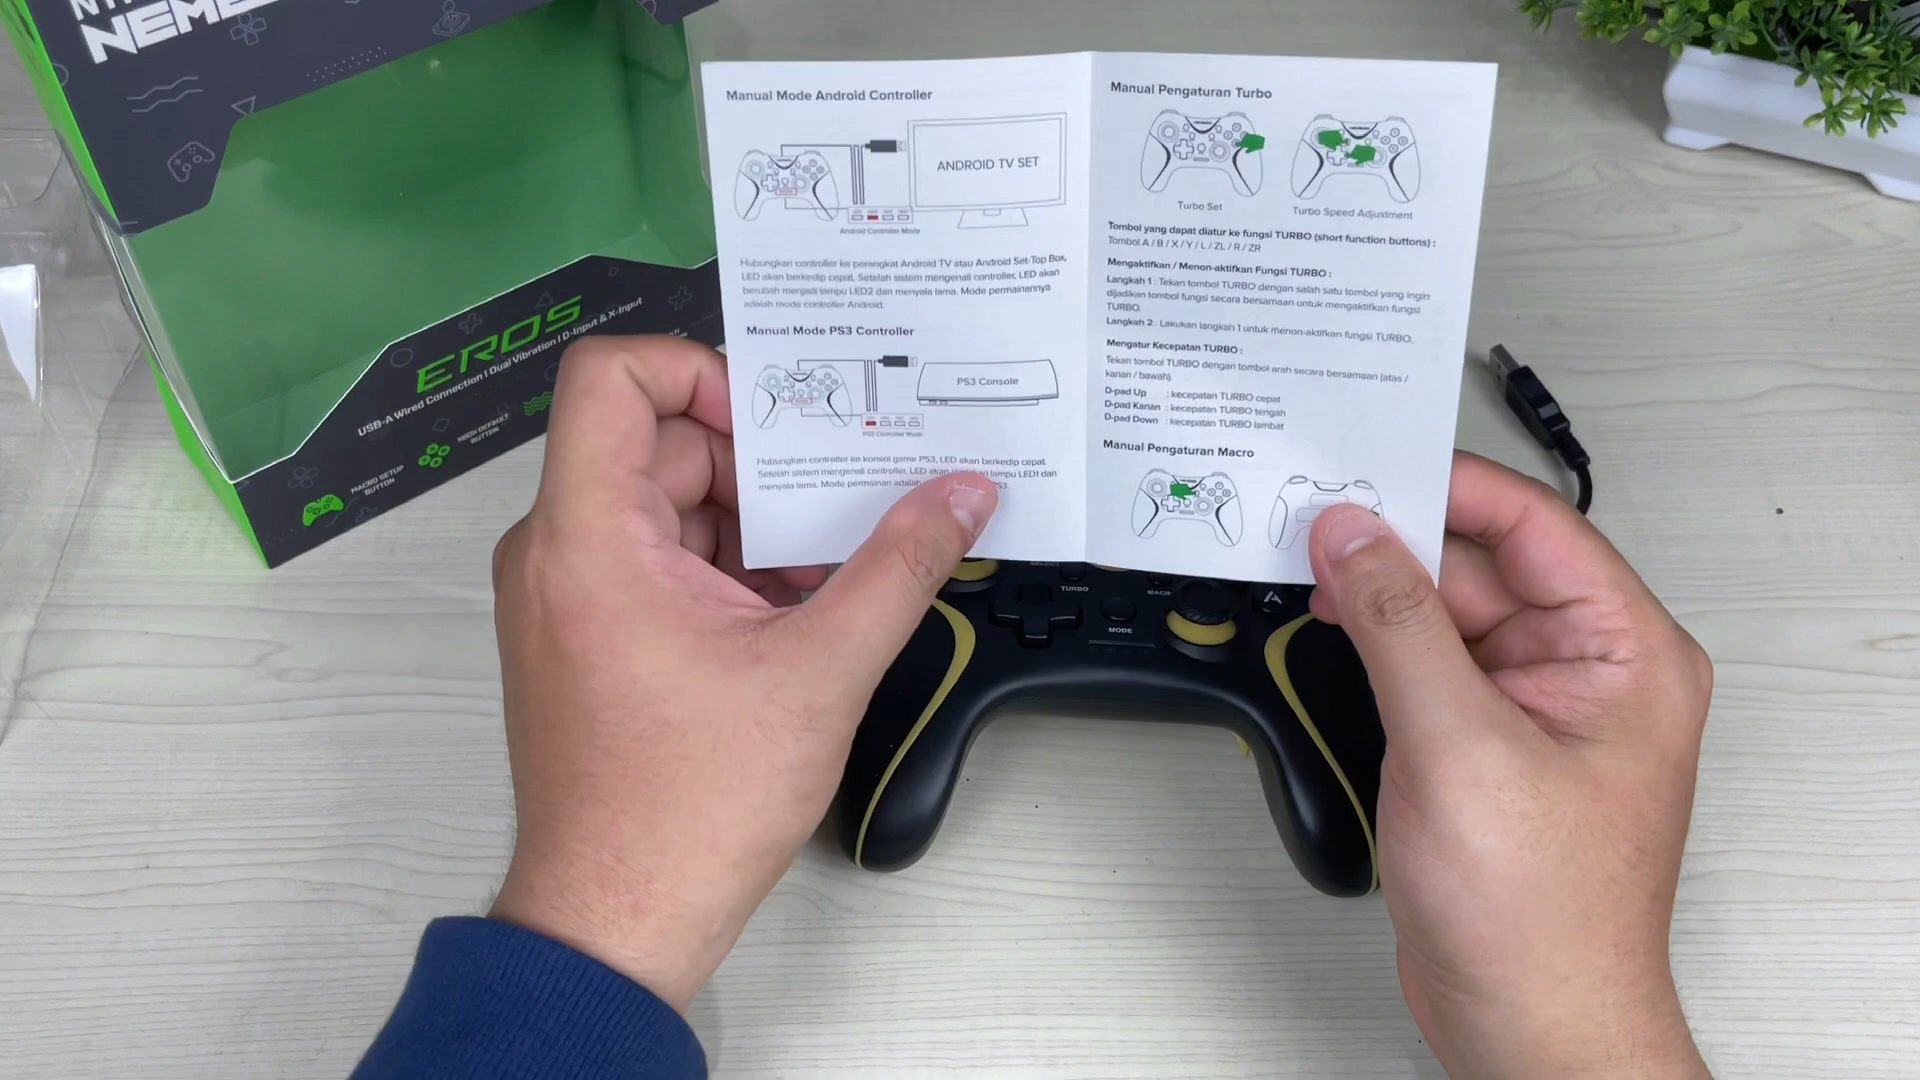 NEME
EROS
USB-A Wired Connection | Dual Vibration | D-Input & X-Input
MACRO SETUP
BUTTON
XBOX DEFAULT
BUTTON
Manual Mode Android Controller
ANDROID TV SET
Android Controller Mode
Hubungkan controller ke perangkat Android TV atau Android Set-Top Box,
LED akan berkedip cepat. Setelah sistem mengenali controller, LED akan
berubah menjadi lampu LED2 dan menyala lama. Mode permainannya
adalah mode controller Android.
Manual Mode PS3 Controller
PS3 Console
PS3 Controller Mode
Hubungkan controller ke konsol game PS3, LED akan berkedip cepat.
Setelah sistem mengenali controller, LED akan lampu LED1 dan
menyala lama. Mode permainan adalah PS3.
Manual Pengaturan Turbo
Turbo Set
Turbo Speed Adjustment
Tombol yang dapat diatur ke fungsi TURBO (short function buttons) :
Tombol A / B / X / Y / L / ZL / R / ZR
Mengaktifkan / Menon-aktifkan Fungsi TURBO :
Langkah 1 : Tekan tombol TURBO dengan salah satu tombol yang ingin
dijadikan tombol fungsi secara bersamaan untuk mengaktifkan fungsi
TURBO.
Langkah 2 : Lakukan langkah 1 untuk menon-aktifkan fungsi TURBO.
Mengatur Kecepatan TURBO :
Tekan tombol TURBO dengan tombol arah secara bersamaan (atas /
kanan / bawah).
D-pad Up : kecepatan TURBO cepat
D-pad Kanan : kecepatan TURBO tengah
D-pad Down : kecepatan TURBO lambat
Manual Pengaturan Macro
TURBO
MACR
MODE
A